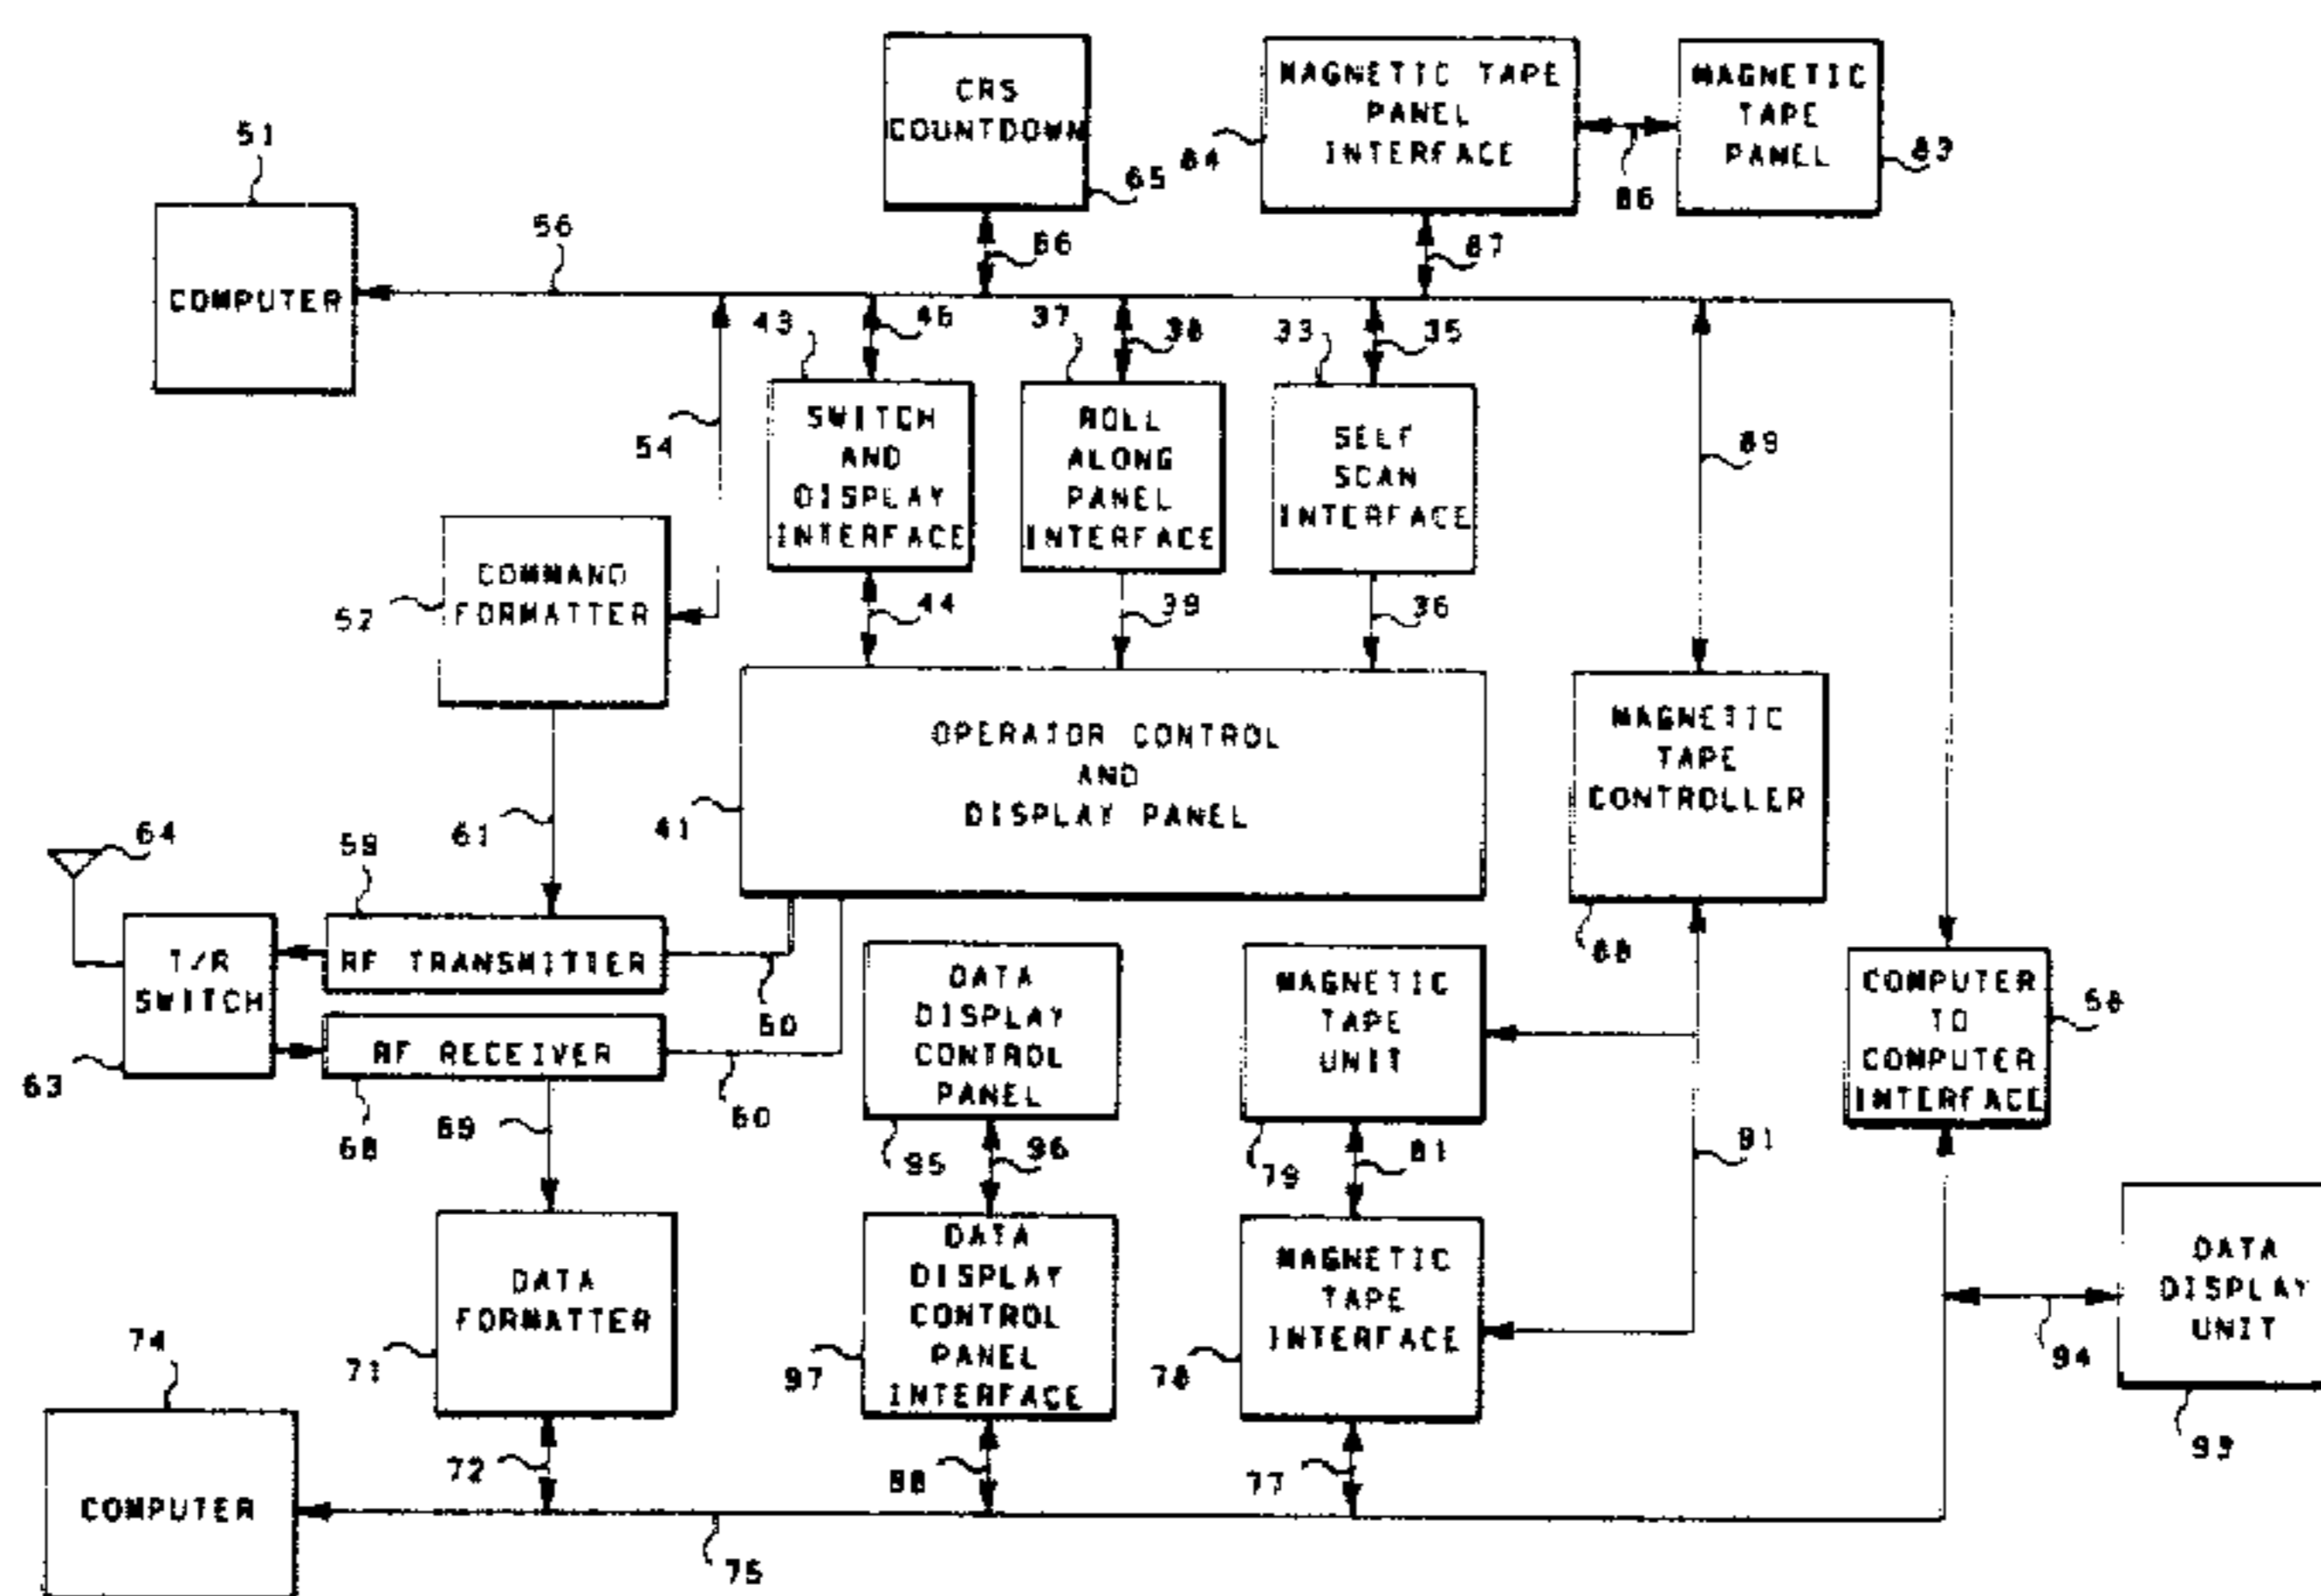 CRS
COUNTDOWN
65
MAGNETIC TAPE
PANEL
INTERFACE
84
86
MAGNETIC
TAPE
PANEL
83
51
COMPUTER
56
66
87
54
43
46
SWITCH
AND
DISPLAY
INTERFACE
37
38
ROLL
ALONG
PANEL
INTERFACE
33
35
SELF
SCAN
INTERFACE
89
COMMAND
FORMATTER
52
44
39
36
OPERATOR CONTROL
AND
DISPLAY PANEL
41
MAGNETIC
TAPE
CONTROLLER
88
61
64
59
T/R
SWITCH
63
RF TRANSMITTER
60
RF RECEIVER
60
68
69
DATA
DISPLAY
CONTROL
PANEL
95
96
MAGNETIC
TAPE
UNIT
79
81
COMPUTER
TO
COMPUTER
INTERFACE
58
DATA
FORMATTER
71
72
DATA
DISPLAY
CONTROL
PANEL
INTERFACE
97
98
MAGNETIC
TAPE
INTERFACE
78
77
DATA
DISPLAY
UNIT
94
93
74
COMPUTER
75